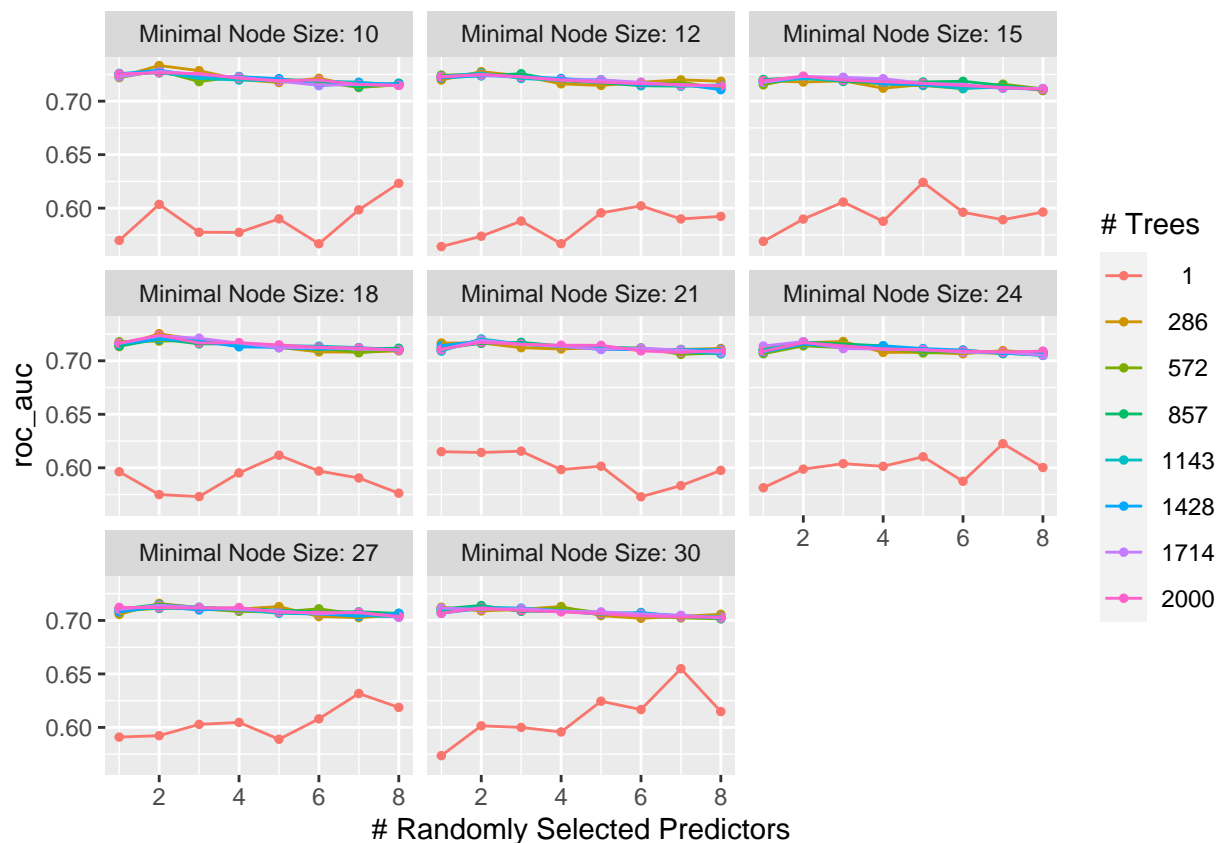 Minimal Node Size: 10
Minimal Node Size: 12
Minimal Node Size: 15
0.70
0.65
0.60
Minimal Node Size: 18
Minimal Node Size: 21
Minimal Node Size: 24
0.70
0.65
0.60
2 4 6 8
Minimal Node Size: 27
Minimal Node Size: 30
0.70
0.65
0.60
2 4 6 8
2 4 6 8
# Randomly Selected Predictors
roc_auc
# Trees
1
286
572
857
1143
1428
1714
2000